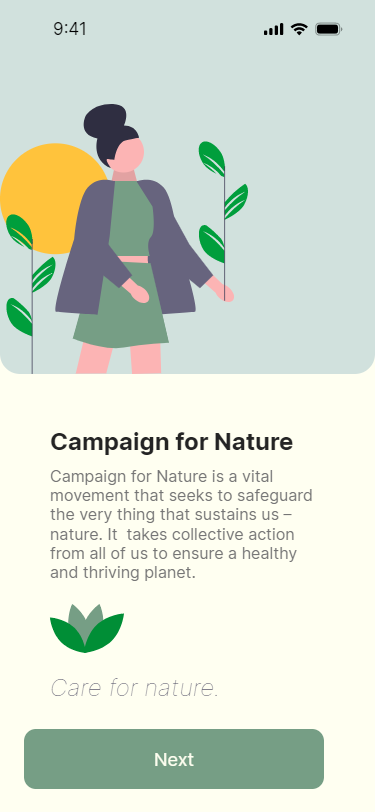 9:41
Campaign for Nature
Campaign for Nature is a vital
movement that seeks to safeguard
the very thing that sustains us –
nature. It  takes collective action
from all of us to ensure a healthy
and thriving planet.
Care for nature.
Next